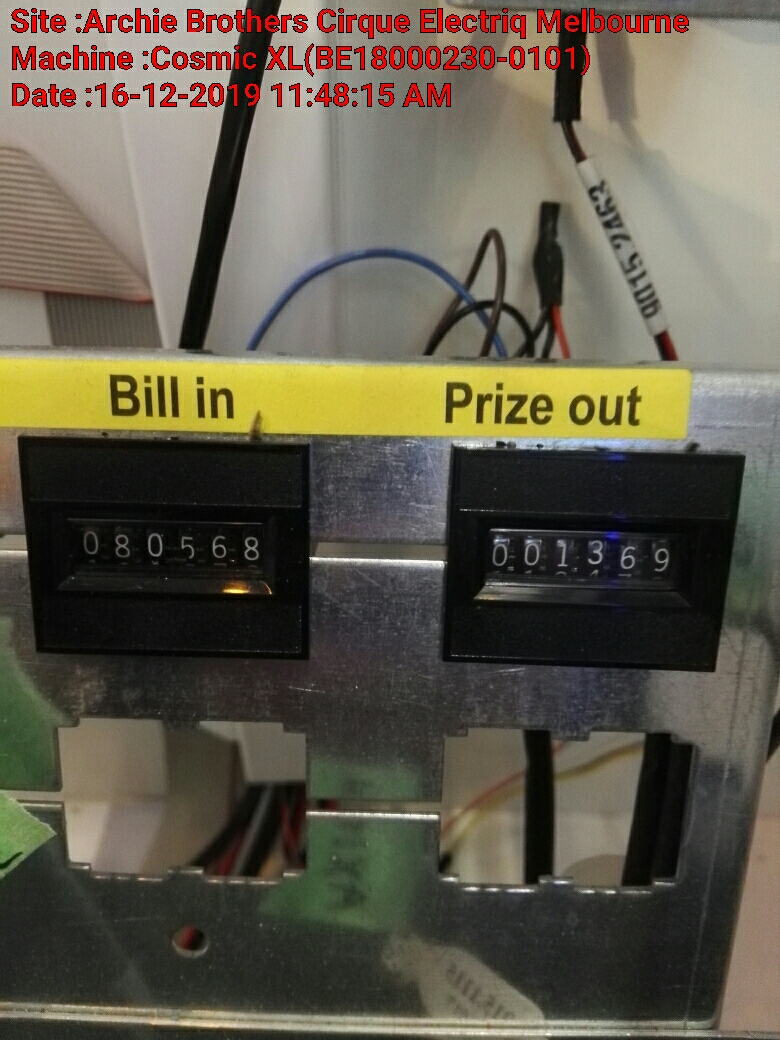 Site :Archie Brothers Cirque Electriq Melbourne
Machine :Cosmic XL(BE18000230-0101)
Date :16-12-2019 11:48:15 AM
Bill in
Prize out
080568
001369